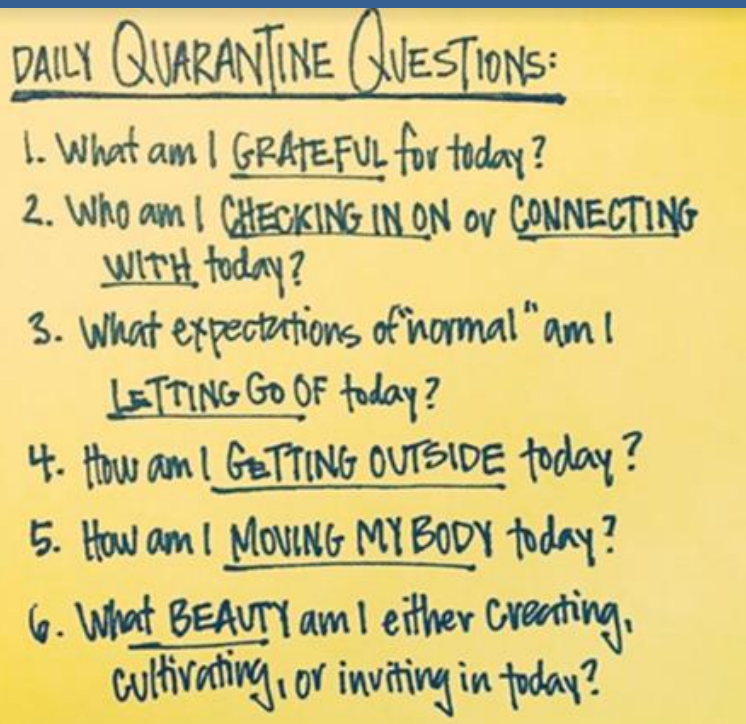 DAILY QUARANTINE QUESTIONS:
1. What am I GRATEFUL for today?
2. Who am I CHECKING IN ON or CONNECTING
WITH today?
3. What expectations of "normal" am I
LETTING GO OF today?
4. How am I GETTING OUTSIDE today?
5. How am I MOVING MY BODY today?
6. What BEAUTY am I either creating,
cultivating, or inviting in today?